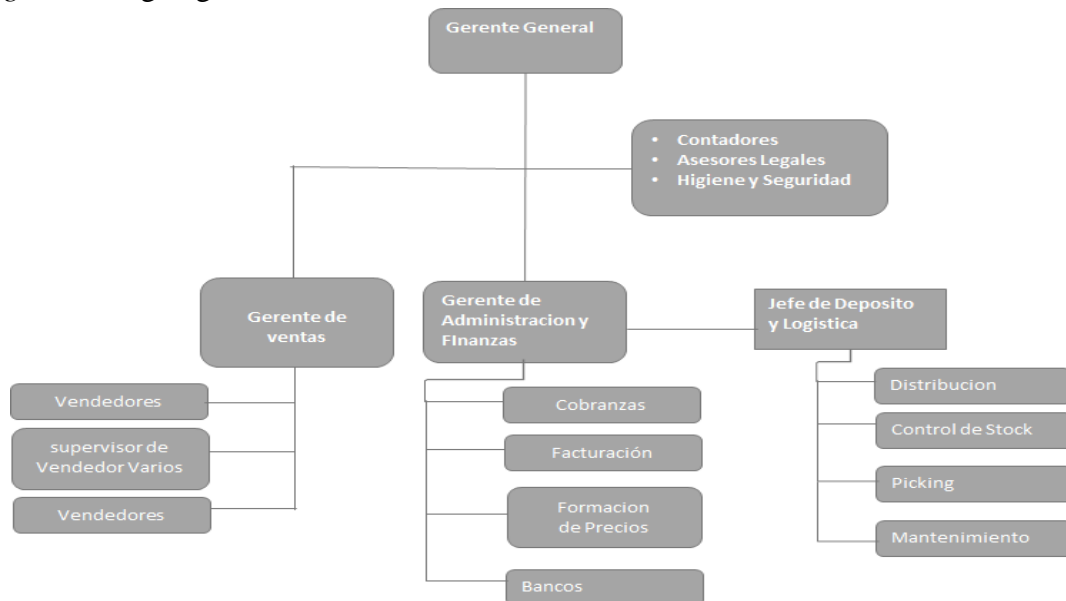 Gerente General
• Contadores
• Asesores Legales
• Higiene y Seguridad
Gerente de
ventas
Gerente de
Administracion y
FInanzas
Jefe de Deposito
y Logistica
Vendedores
supervisor de
Vendedor Varios
Vendedores
Cobranzas
Facturación
Formacion
de Precios
Bancos
Distribucion
Control de Stock
Picking
Mantenimiento